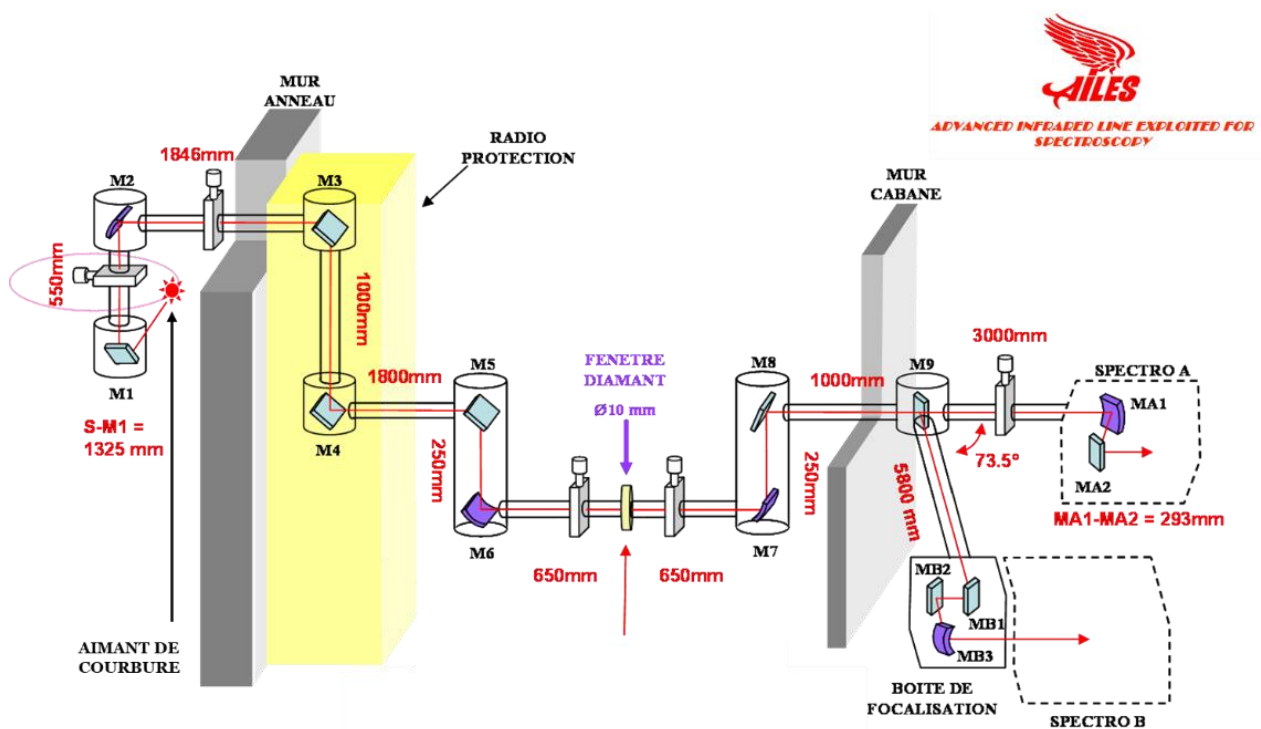 AILES
ADVANCED INFRARED LINE EXPLOITED FOR
SPECTROSCOPY
MUR
ANNEAU
RADIO
PROTECTION
1846mm
M2
M3
MUR
CABANE
550mm
1000mm
M1
S-M1 =
1325 mm
M4
1800mm
M5
FENETRE
DIAMANT
Ø10 mm
M8
1000mm
M9
3000mm
SPECTRO A
MA1
MA2
73.5°
MA1-MA2 = 293mm
250mm
250mm
5800 mm
M6
M7
650mm
650mm
MB2
MB1
MB3
AIMANT DE
COURBURE
BOITE DE
FOCALISATION
SPECTRO B